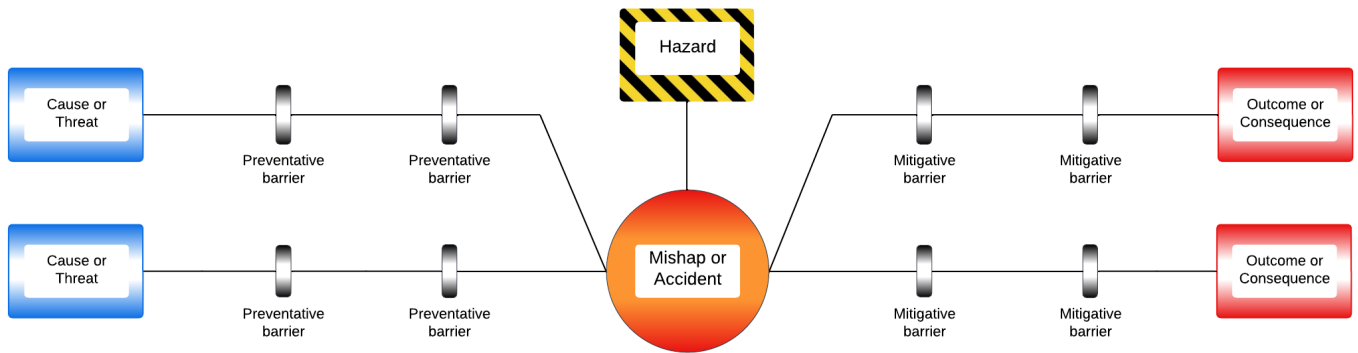 Hazard
Cause or
Threat
Preventative
barrier
Preventative
barrier
Mitigative
barrier
Mitigative
barrier
Outcome or
Consequence
Cause or
Threat
Preventative
barrier
Preventative
barrier
Mishap or
Accident
Mitigative
barrier
Mitigative
barrier
Outcome or
Consequence